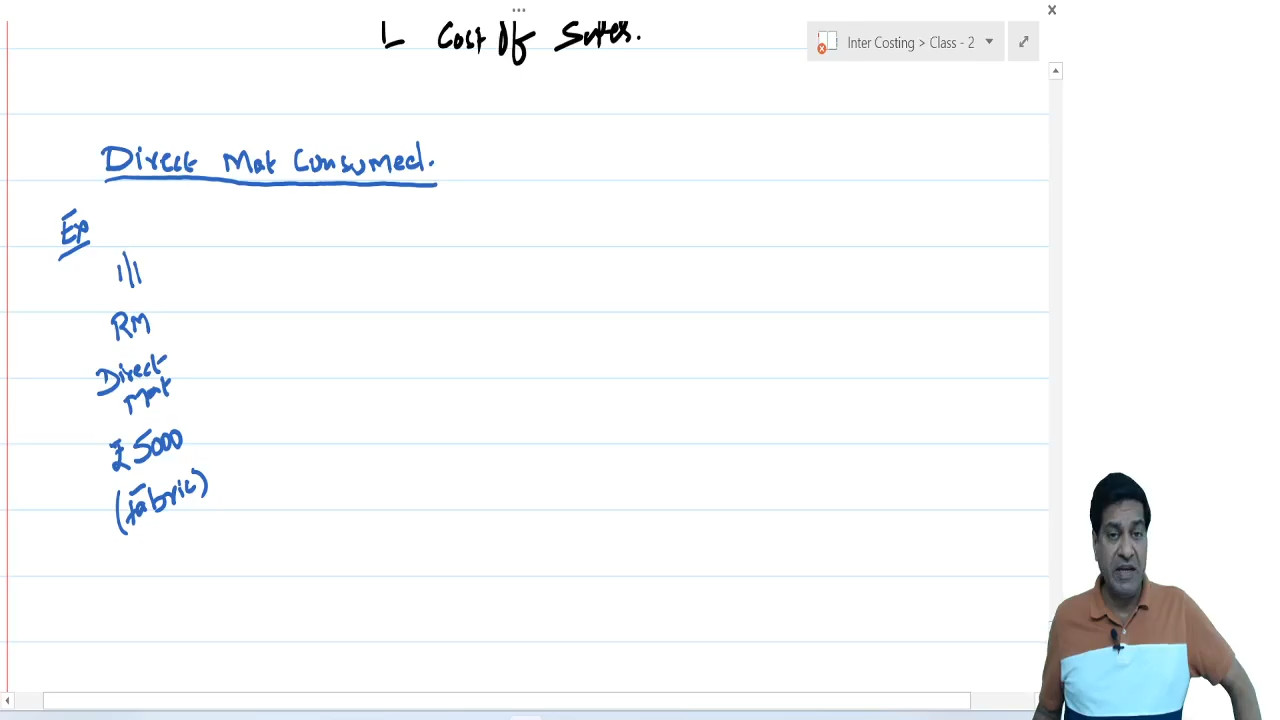 L Cost Of Sales.
Inter Costing > Class - 2
Direct Mat Consumed.
Ex
1/1
RM
Direct
Mat
₹5000
(fabric)